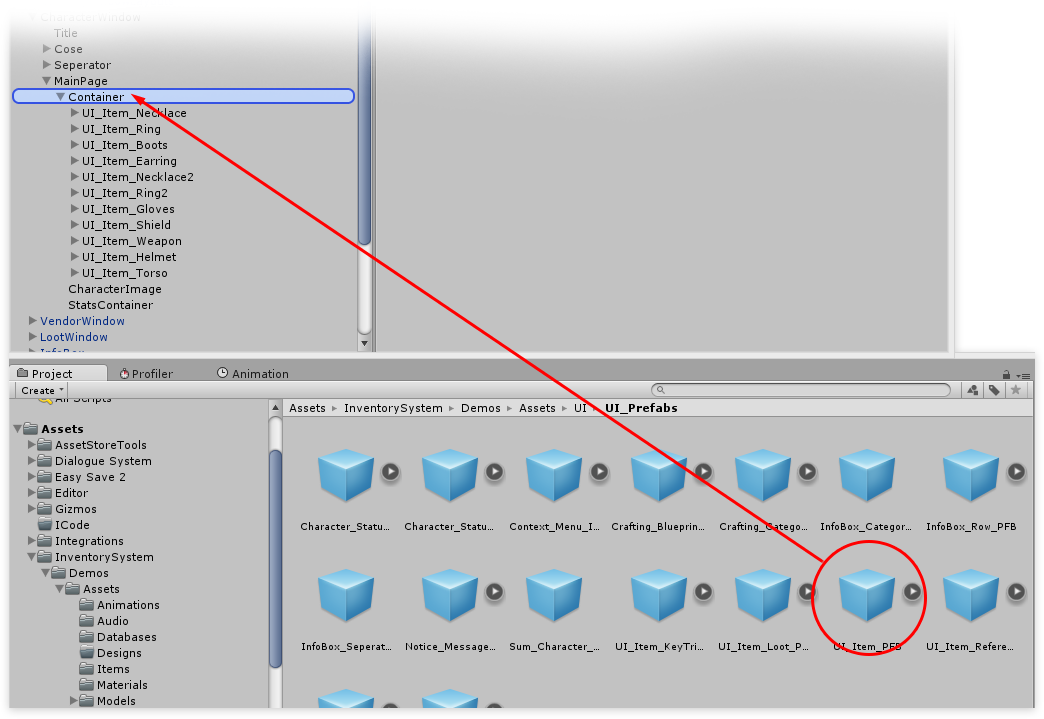 CharacterWindow
Title
Cose
Seperator
MainPage
Container
UI_Item_Necklace
UI_Item_Ring
UI_Item_Boots
UI_Item_Earring
UI_Item_Necklace2
UI_Item_Ring2
UI_Item_Gloves
UI_Item_Shield
UI_Item_Weapon
UI_Item_Helmet
UI_Item_Torso
CharacterImage
StatsContainer
VendorWindow
LootWindow
InfoBox
Project Profiler Animation
Create
All Scripts
Assets
AssetStoreTools
Dialogue System
Easy Save 2
Editor
Gizmos
ICode
Integrations
InventorySystem
Demos
Assets
Animations
Audio
Databases
Designs
Items
Materials
Models
Assets InventorySystem Demos Assets UI UI_Prefabs
Character_Statu... Character_Statu... Context_Menu_I... Crafting_Blueprin... Crafting_Catego... InfoBox_Categor... InfoBox_Row_PFB
InfoBox_Seperat... Notice_Message... Sum_Character_... UI_Item_KeyTri... UI_Item_Loot_P... UI_Item_PFB UI_Item_Refere...